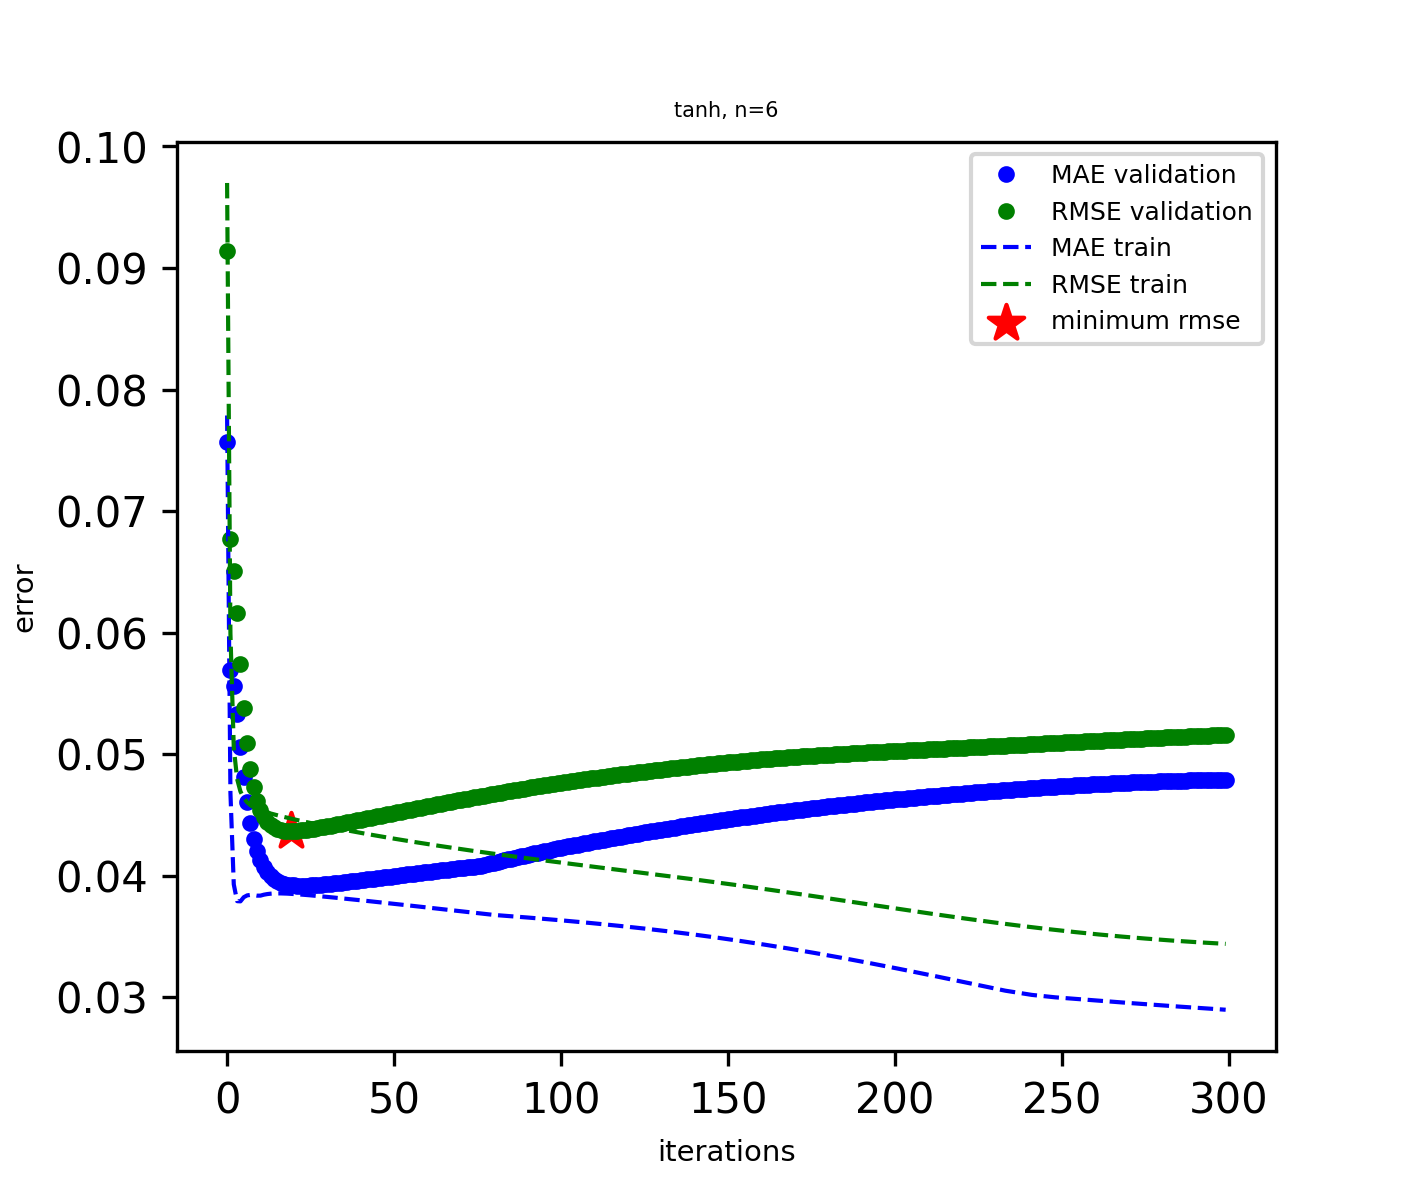 tanh, n=6
0.10
0.09
0.08
0.07
0.06
0.05
0.04
0.03
error
MAE validation
RMSE validation
MAE train
RMSE train
minimum rmse
0 50 100 150 200 250 300
iterations